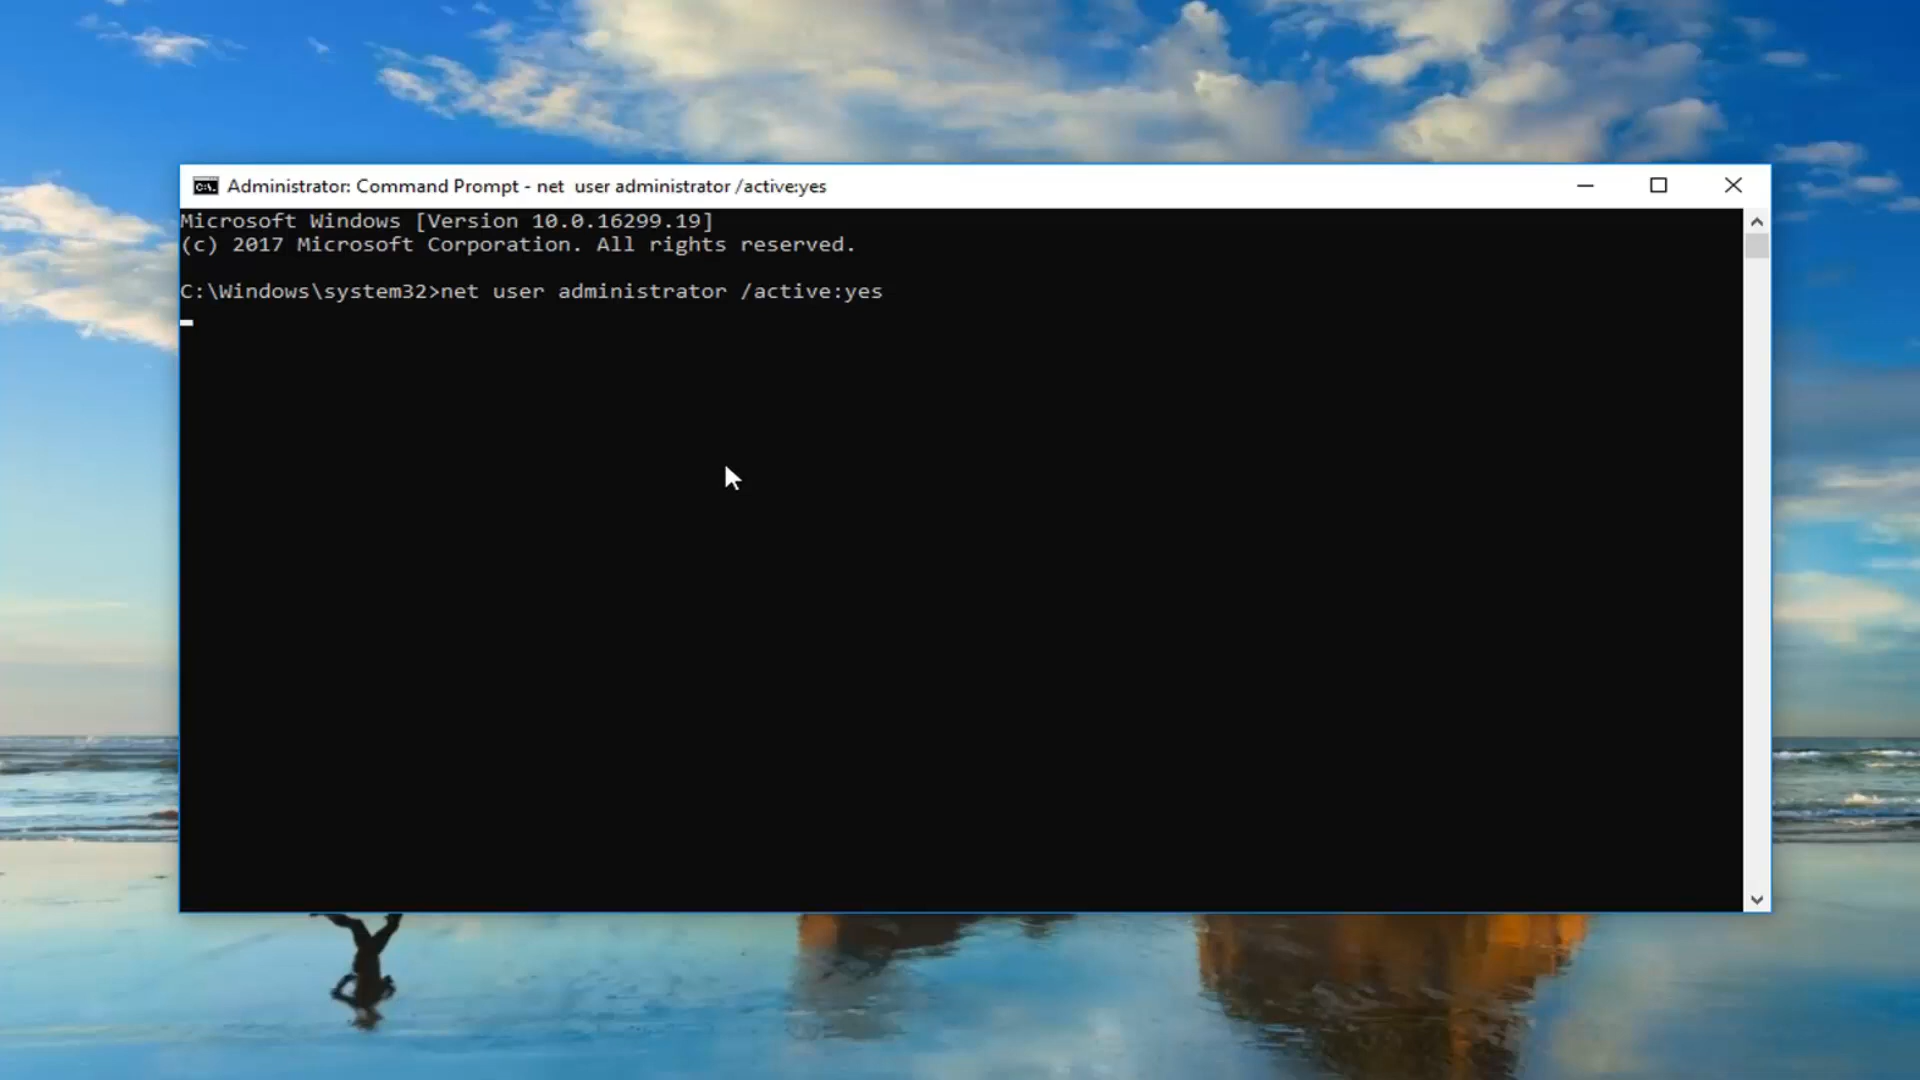 Administrator: Command Prompt - net  user administrator /active:yes
Microsoft Windows [Version 10.0.16299.19]
(c) 2017 Microsoft Corporation. All rights reserved.
C:\Windows\system32>net user administrator /active:yes